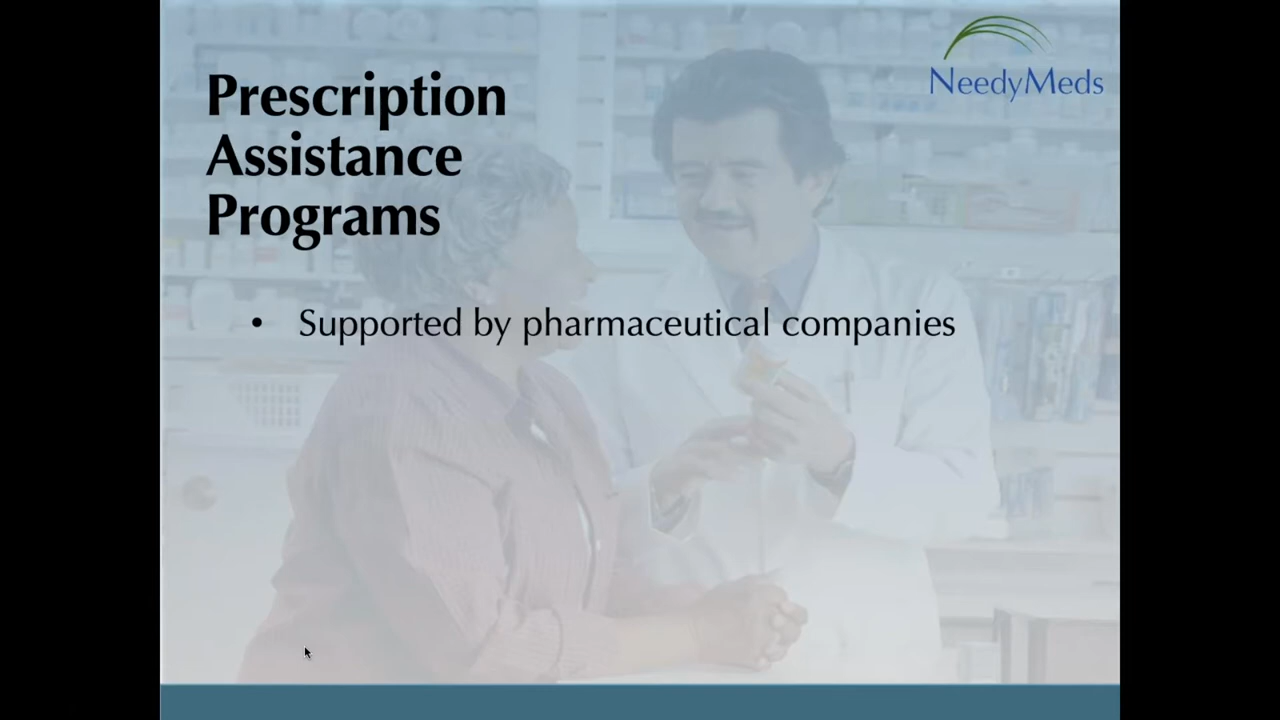 NeedyMeds
Prescription
Assistance
Programs
• Supported by pharmaceutical companies